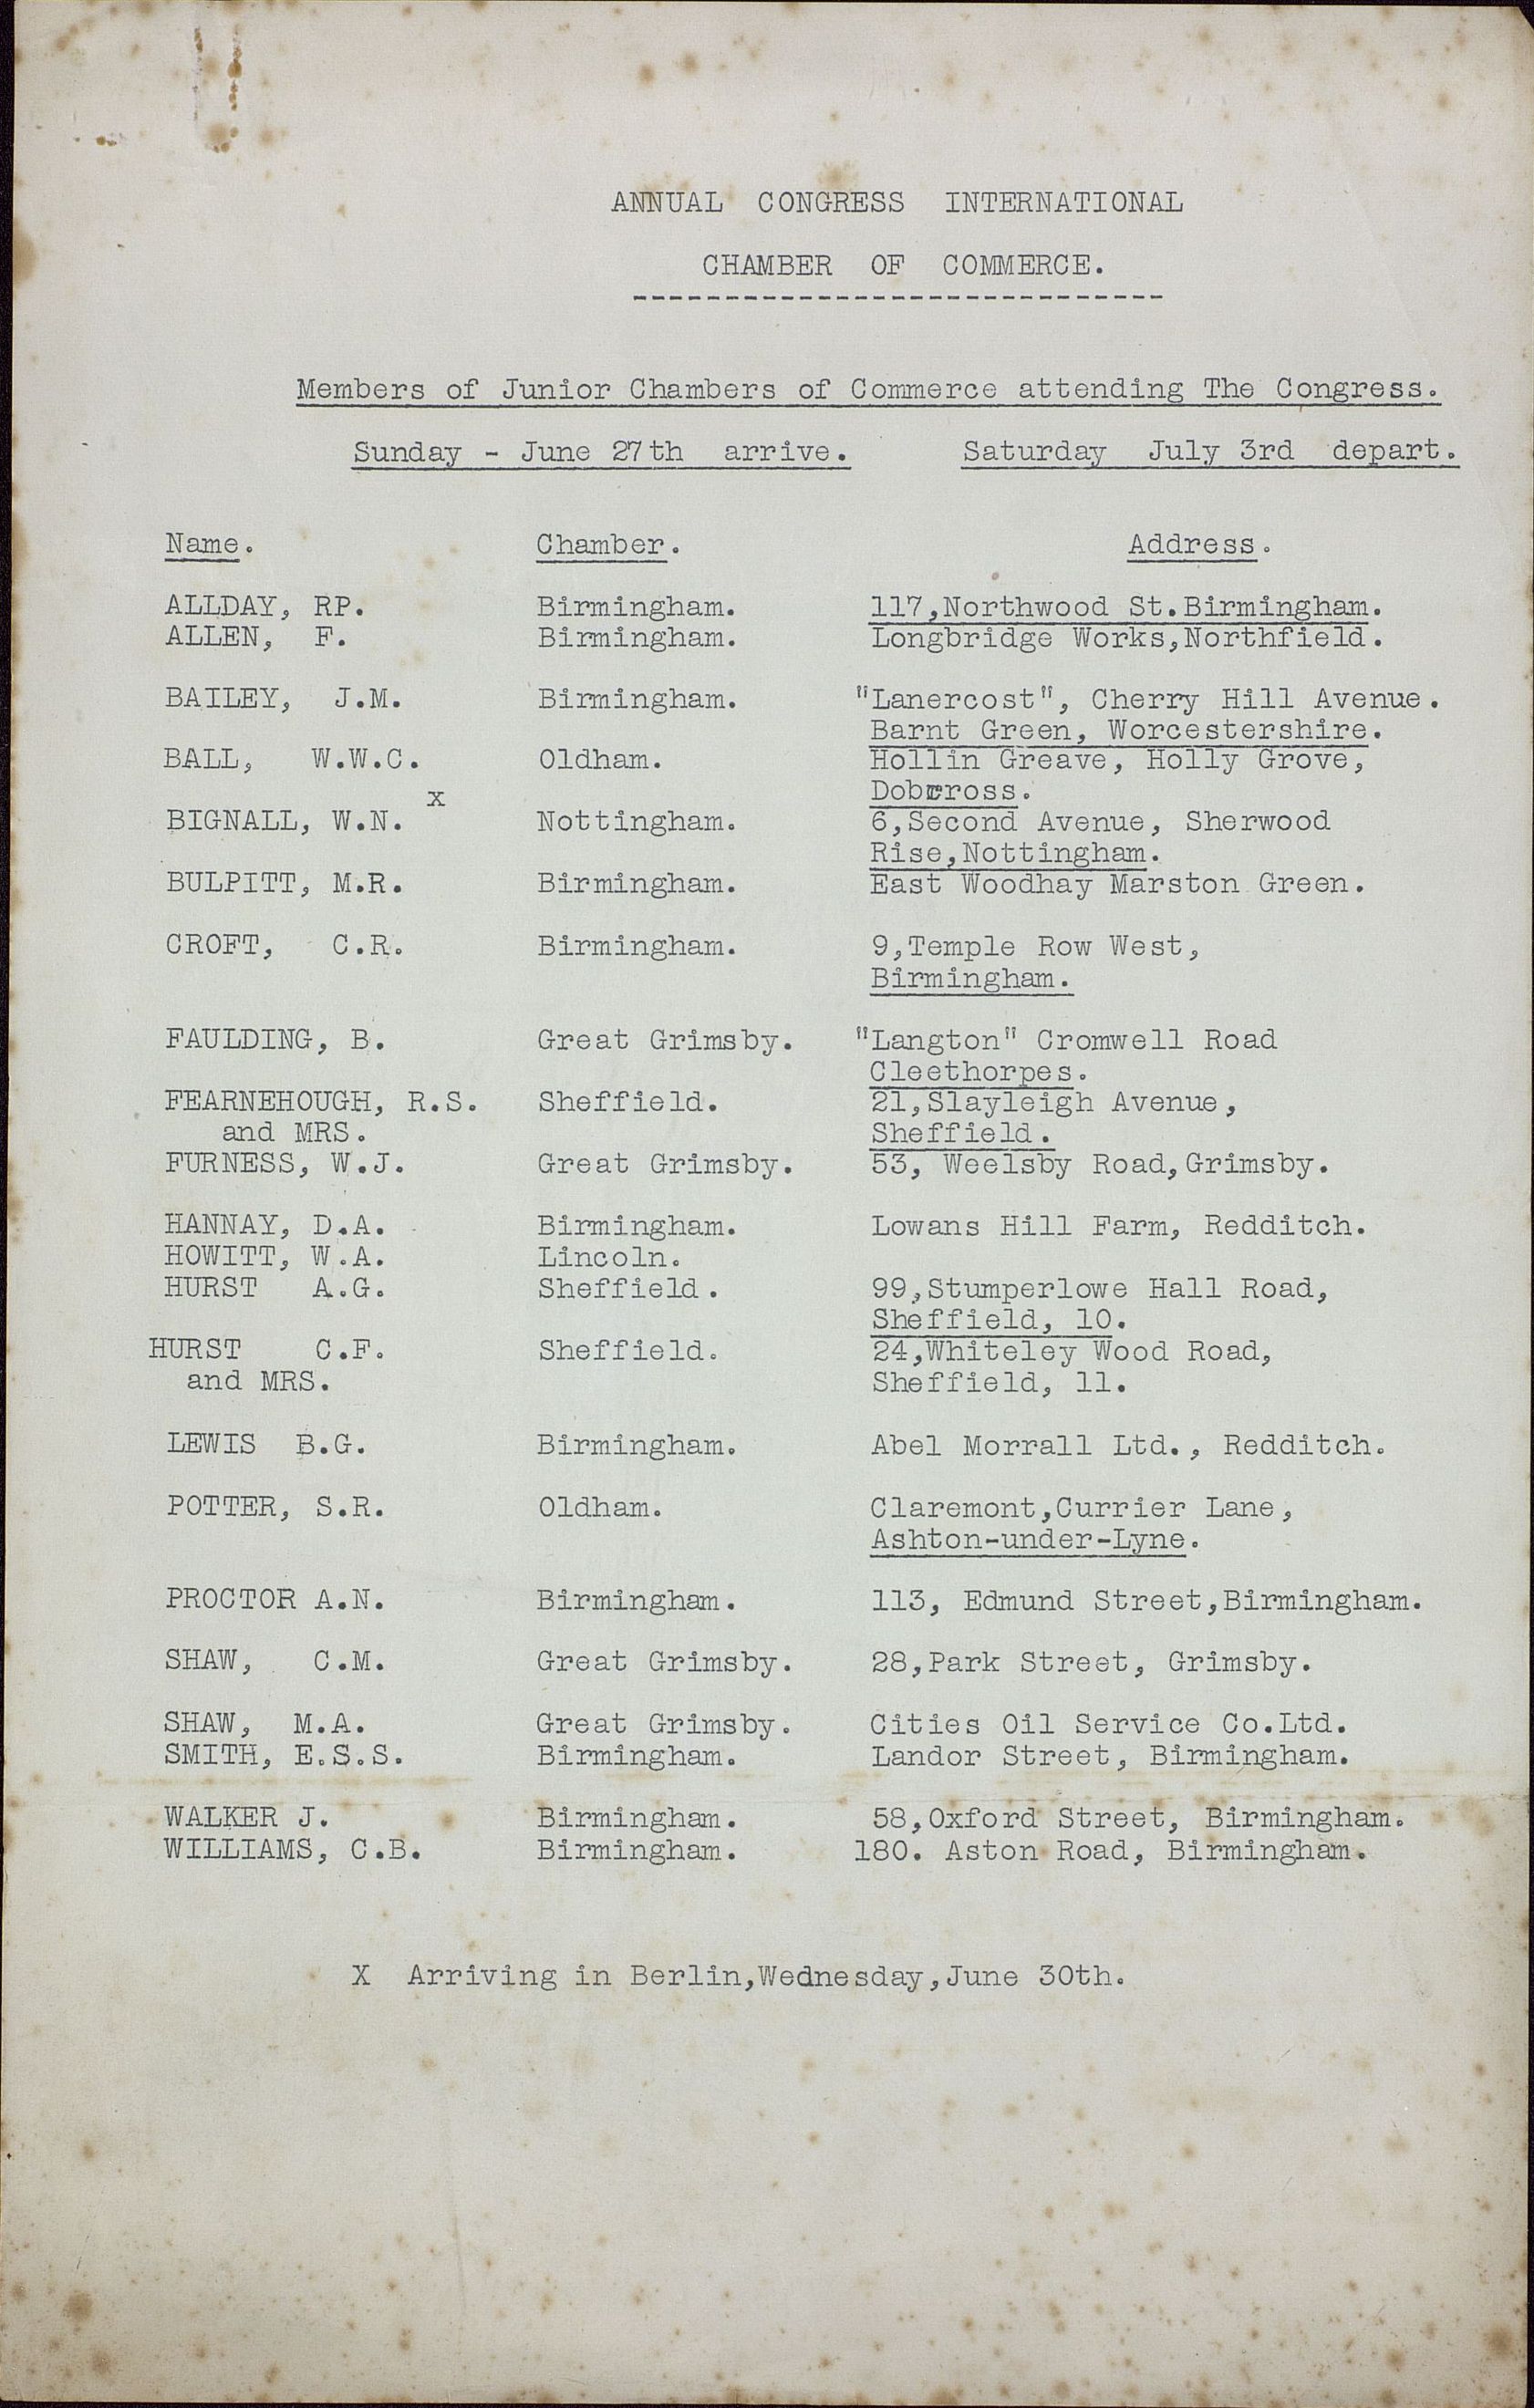 ANNUAL CONGRESS INTERNATIONAL
CHAMBER OF COMMERCE.
-----------------------------
Members of Junior Chambers of Commerce attending The Congress.
Sunday - June 27th arrive. Saturday July 3rd depart.
Name. Chamber. Address.
ALLDAY, RP. Birmingham. 117,Northwood St.Birmingham.
ALLEN, F. Birmingham. Longbridge Works,Northfield.
BAILEY, J.M. Birmingham. "Lanercost", Cherry Hill Avenue.
Barnt Green, Worcestershire.
BALL, W.W.C. Oldham. Hollin Greave, Holly Grove,
x Dobcross.
BIGNALL, W.N. Nottingham. 6,Second Avenue, Sherwood
Rise,Nottingham.
BULPITT, M.R. Birmingham. East Woodhay Marston Green.
CROFT, C.R. Birmingham. 9,Temple Row West,
Birmingham.
FAULDING, B. Great Grimsby. "Langton" Cromwell Road
Cleethorpes.
FEARNEHOUGH, R.S. Sheffield. 21,Slayleigh Avenue,
and MRS. Sheffield.
FURNESS, W.J. Great Grimsby. 53, Weelsby Road,Grimsby.
HANNAY, D.A. Birmingham. Lowans Hill Farm, Redditch.
HOWITT, W.A. Lincoln.
HURST A.G. Sheffield. 99,Stumperlowe Hall Road,
Sheffield, 10.
HURST C.F. Sheffield. 24,Whiteley Wood Road,
and MRS. Sheffield, 11.
LEWIS B.G. Birmingham. Abel Morrall Ltd., Redditch.
POTTER, S.R. Oldham. Claremont,Currier Lane,
Ashton-under-Lyne.
PROCTOR A.N. Birmingham. 113, Edmund Street,Birmingham.
SHAW, C.M. Great Grimsby. 28,Park Street, Grimsby.
SHAW, M.A. Great Grimsby. Cities Oil Service Co.Ltd.
SMITH, E.S.S. Birmingham. Landor Street, Birmingham.
WALKER J. Birmingham. 58,Oxford Street, Birmingham.
WILLIAMS, C.B. Birmingham. 180. Aston Road, Birmingham.
X Arriving in Berlin,Wednesday,June 30th.